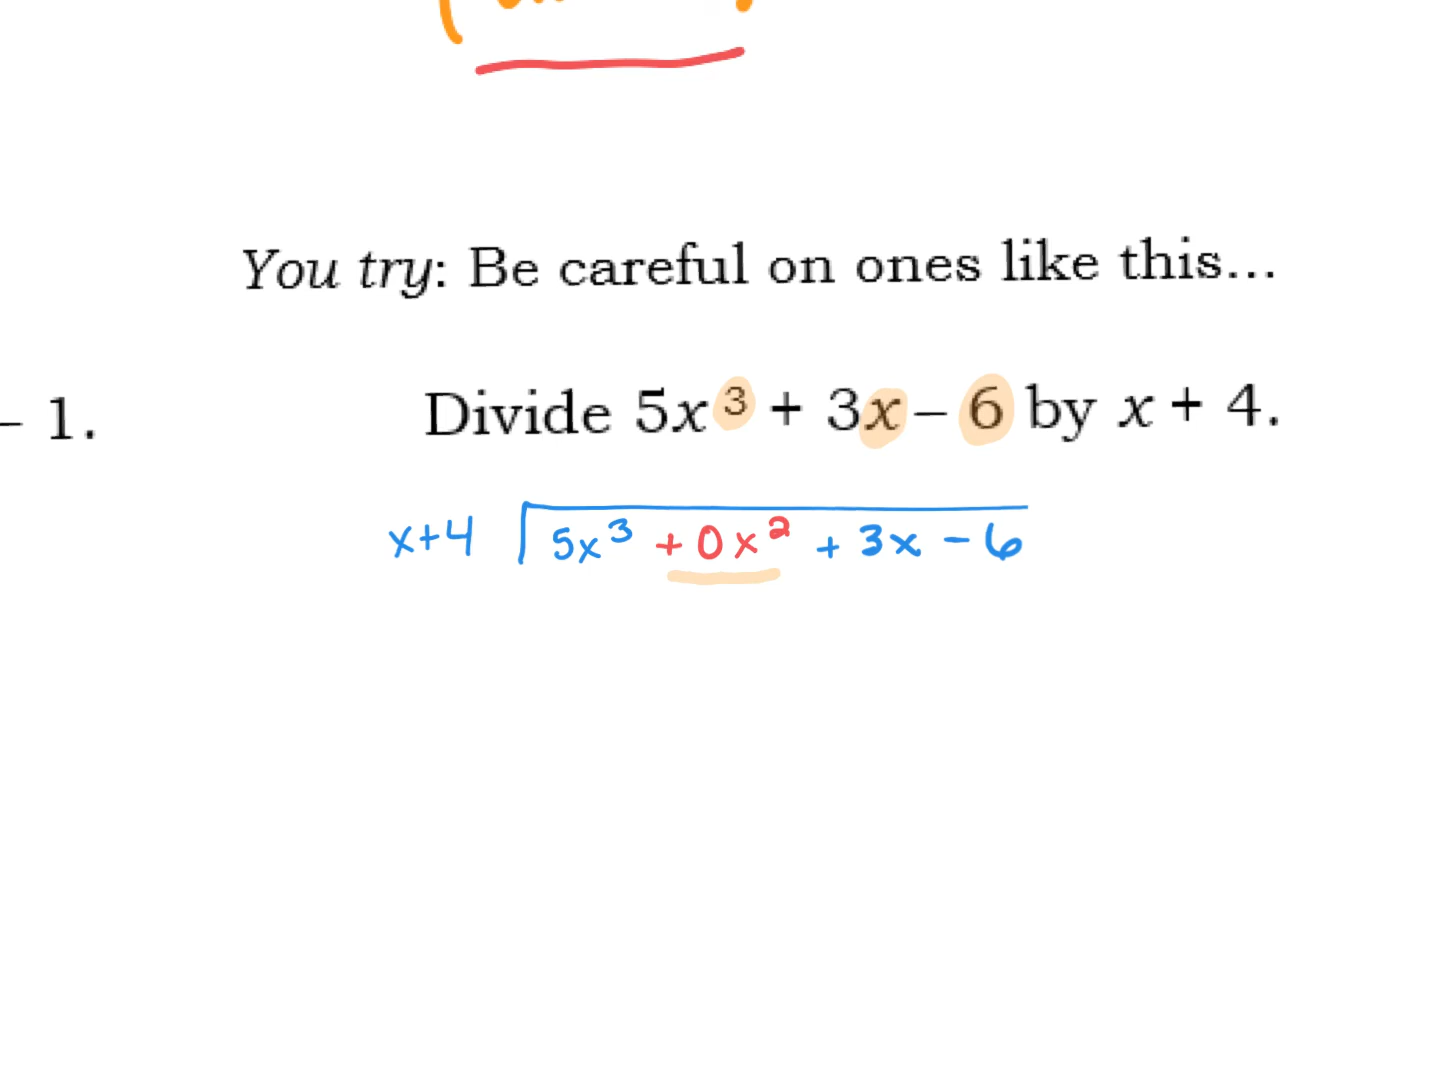 You try: Be careful on ones like this...
– 1.
Divide 5x³ + 3x – 6 by x + 4.
x+4 5x³ + 0x² + 3x - 6